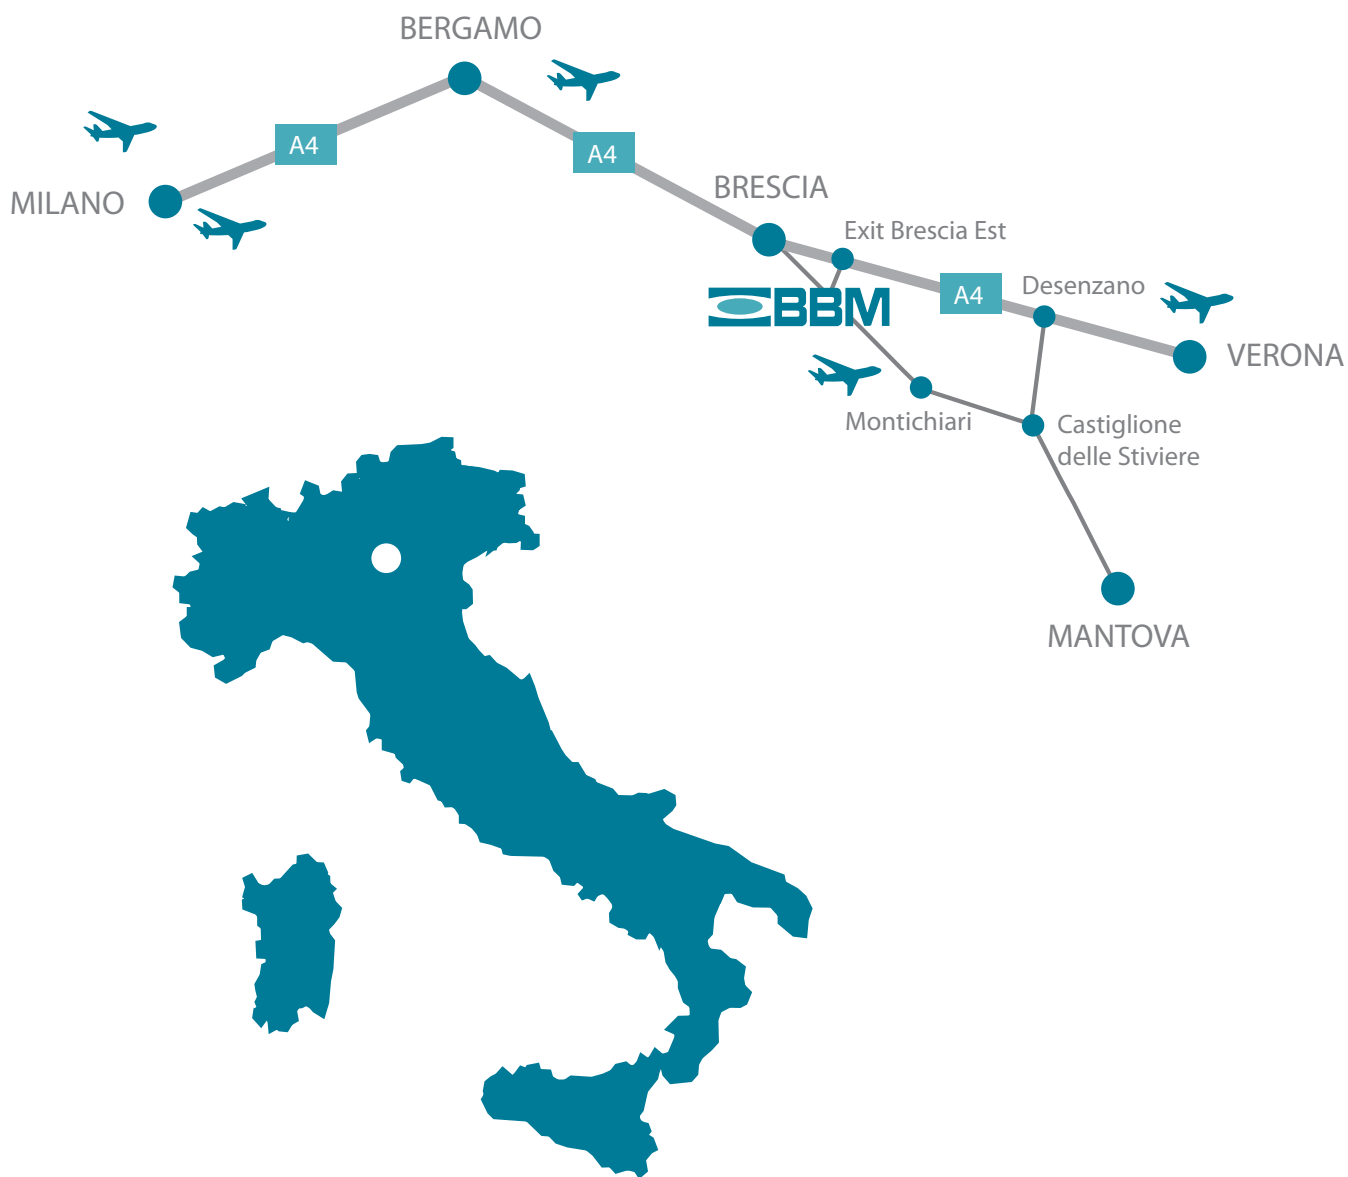 BERGAMO
A4
A4
MILANO
BRESCIA
Exit Brescia Est
BBM
A4
Desenzano
VERONA
Montichiari
Castiglione
delle Stiviere
MANTOVA